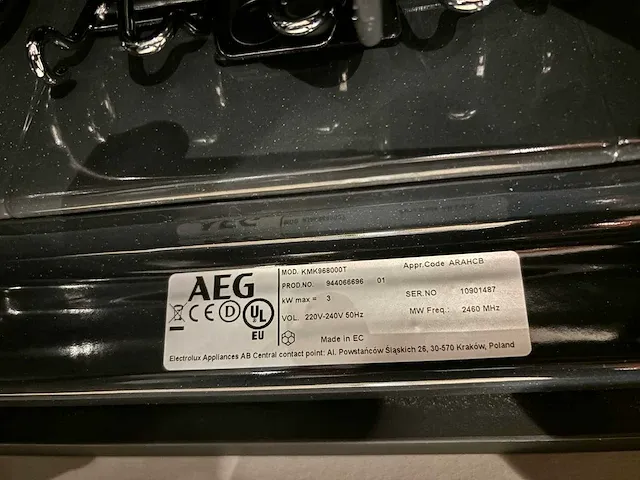 AEG
CE D UL
EU
MOD. KMK968000T Appr.Code ARAHCB
PROD.NO. 944066696 01
kW max = 3 SER.NO 10901487
VOL. 220V-240V 50Hz MW Freq.: 2460 MHz
Made in EC
Electrolux Appliances AB Central contact point: Al. Powstańców Śląskich 26, 30-570 Kraków, Poland